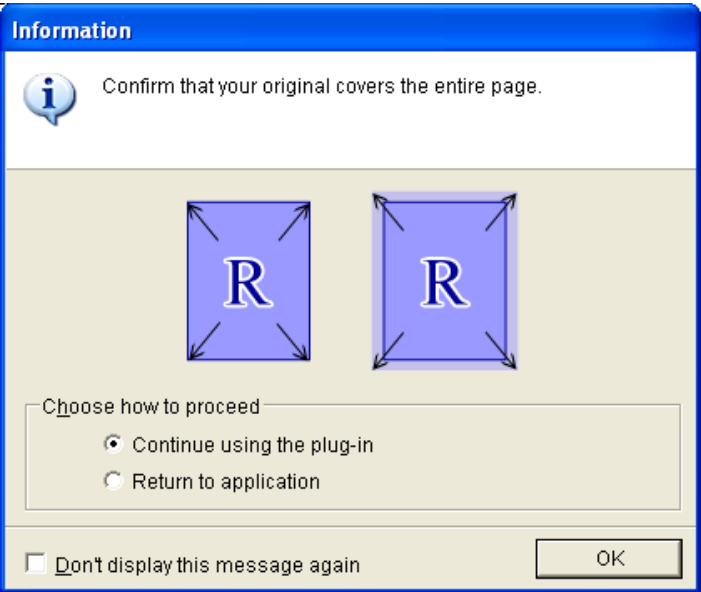 Information
Confirm that your original covers the entire page.
R R
Choose how to proceed
Continue using the plug-in
Return to application
Don't display this message again
OK